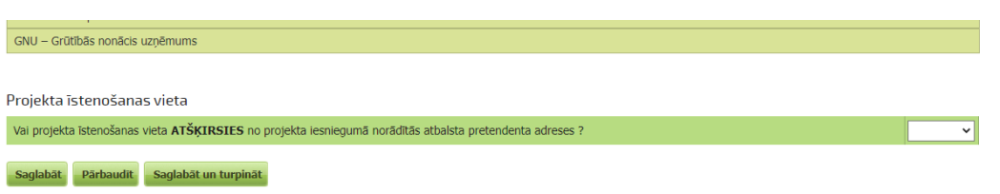 GNU – Grūtībās nonācis uzņēmums
Projekta īstenošanas vieta
Vai projekta īstenošanas vieta ATŠĶIRSIES no projekta iesniegumā norādītās atbalsta pretendenta adreses ?
Saglabāt Pārbaudīt Saglabāt un turpināt